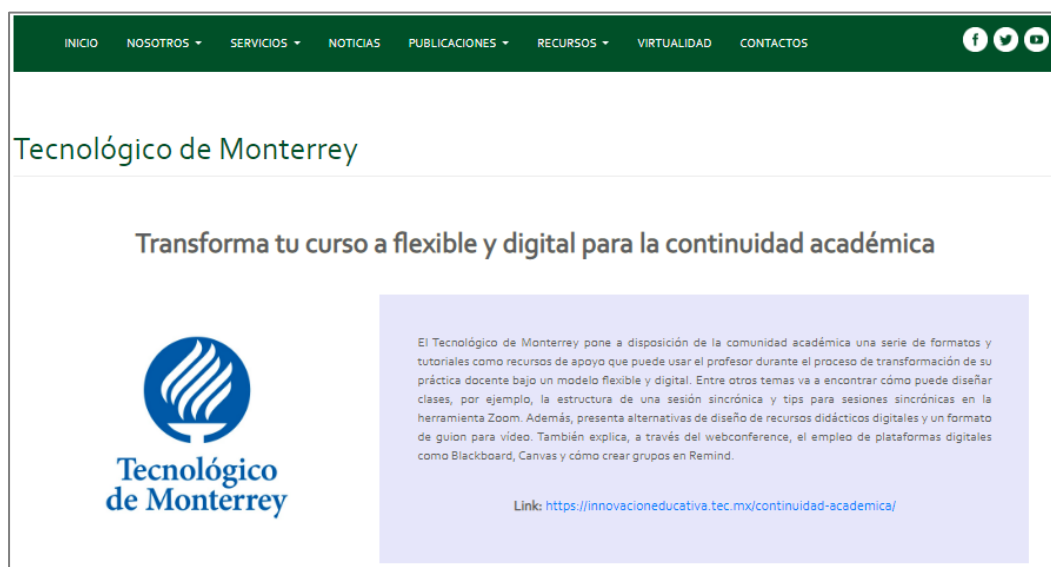 INICIO NOSOTROS SERVICIOS NOTICIAS PUBLICACIONES RECURSOS VIRTUALIDAD CONTACTOS
Tecnológico de Monterrey
Transforma tu curso a flexible y digital para la continuidad académica
El Tecnológico de Monterrey pone a disposición de la comunidad académica una serie de formatos y
tutoriales como recursos de apoyo que puede usar el profesor durante el proceso de transformación de su
práctica docente bajo un modelo flexible y digital. Entre otros temas va a encontrar cómo puede diseñar
clases, por ejemplo, la estructura de una sesión sincrónica y tips para sesiones sincrónicas en la
herramienta Zoom. Además, presenta alternativas de diseño de recursos didácticos digitales y un formato
de guion para vídeo. También explica, a través del webconference, el empleo de plataformas digitales
como Blackboard, Canvas y cómo crear grupos en Remind.
Link: https://innovacioneducativa.tec.mx/continuidad-academica/
Tecnológico
de Monterrey